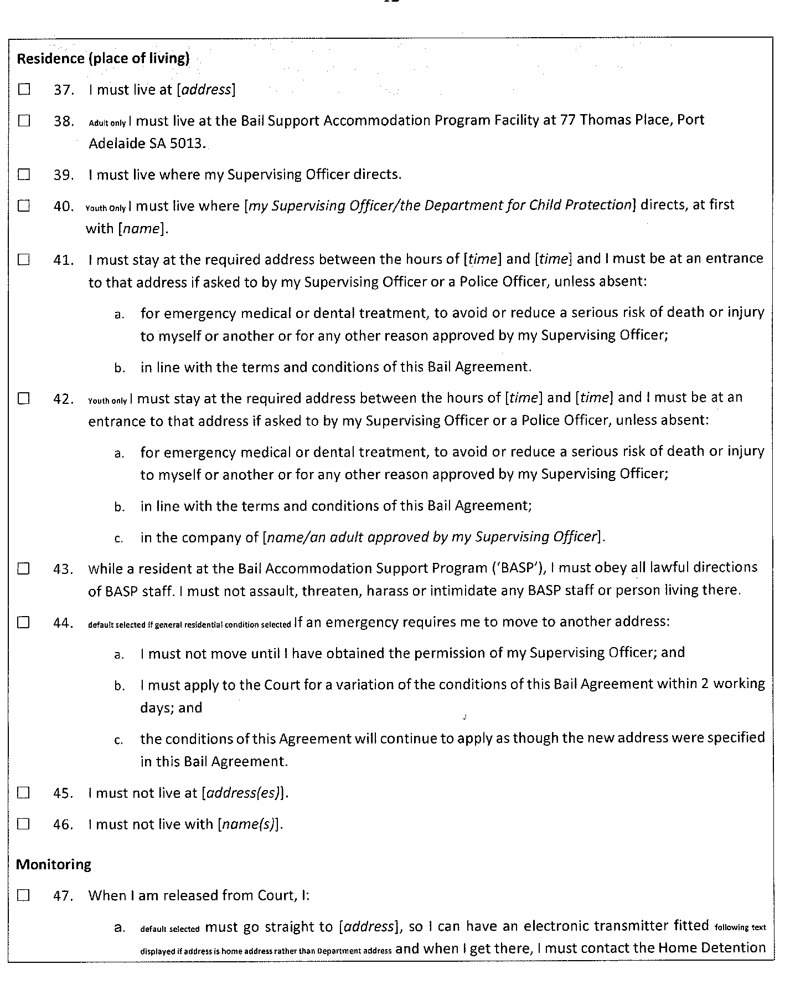 Residence (place of living)
☐ 37. I must live at [address]
☐ 38. Adult only I must live at the Bail Support Accommodation Program Facility at 77 Thomas Place, Port
Adelaide SA 5013.
☐ 39. I must live where my Supervising Officer directs.
☐ 40. Youth Only I must live where [my Supervising Officer/the Department for Child Protection] directs, at first
with [name].
☐ 41. I must stay at the required address between the hours of [time] and [time] and I must be at an entrance
to that address if asked to by my Supervising Officer or a Police Officer, unless absent:
a. for emergency medical or dental treatment, to avoid or reduce a serious risk of death or injury
to myself or another or for any other reason approved by my Supervising Officer;
b. in line with the terms and conditions of this Bail Agreement.
☐ 42. Youth only I must stay at the required address between the hours of [time] and [time] and I must be at an
entrance to that address if asked to by my Supervising Officer or a Police Officer, unless absent:
a. for emergency medical or dental treatment, to avoid or reduce a serious risk of death or injury
to myself or another or for any other reason approved by my Supervising Officer;
b. in line with the terms and conditions of this Bail Agreement;
c. in the company of [name/an adult approved by my Supervising Officer].
☐ 43. While a resident at the Bail Accommodation Support Program ('BASP'), I must obey all lawful directions
of BASP staff. I must not assault, threaten, harass or intimidate any BASP staff or person living there.
☐ 44. default selected if general residential condition selected If an emergency requires me to move to another address:
a. I must not move until I have obtained the permission of my Supervising Officer; and
b. I must apply to the Court for a variation of the conditions of this Bail Agreement within 2 working
days; and
c. the conditions of this Agreement will continue to apply as though the new address were specified
in this Bail Agreement.
☐ 45. I must not live at [address(es)].
☐ 46. I must not live with [name(s)].
Monitoring
☐ 47. When I am released from Court, I:
a. default selected must go straight to [address], so I can have an electronic transmitter fitted following text
displayed if address is home address rather than Department address and when I get there, I must contact the Home Detention